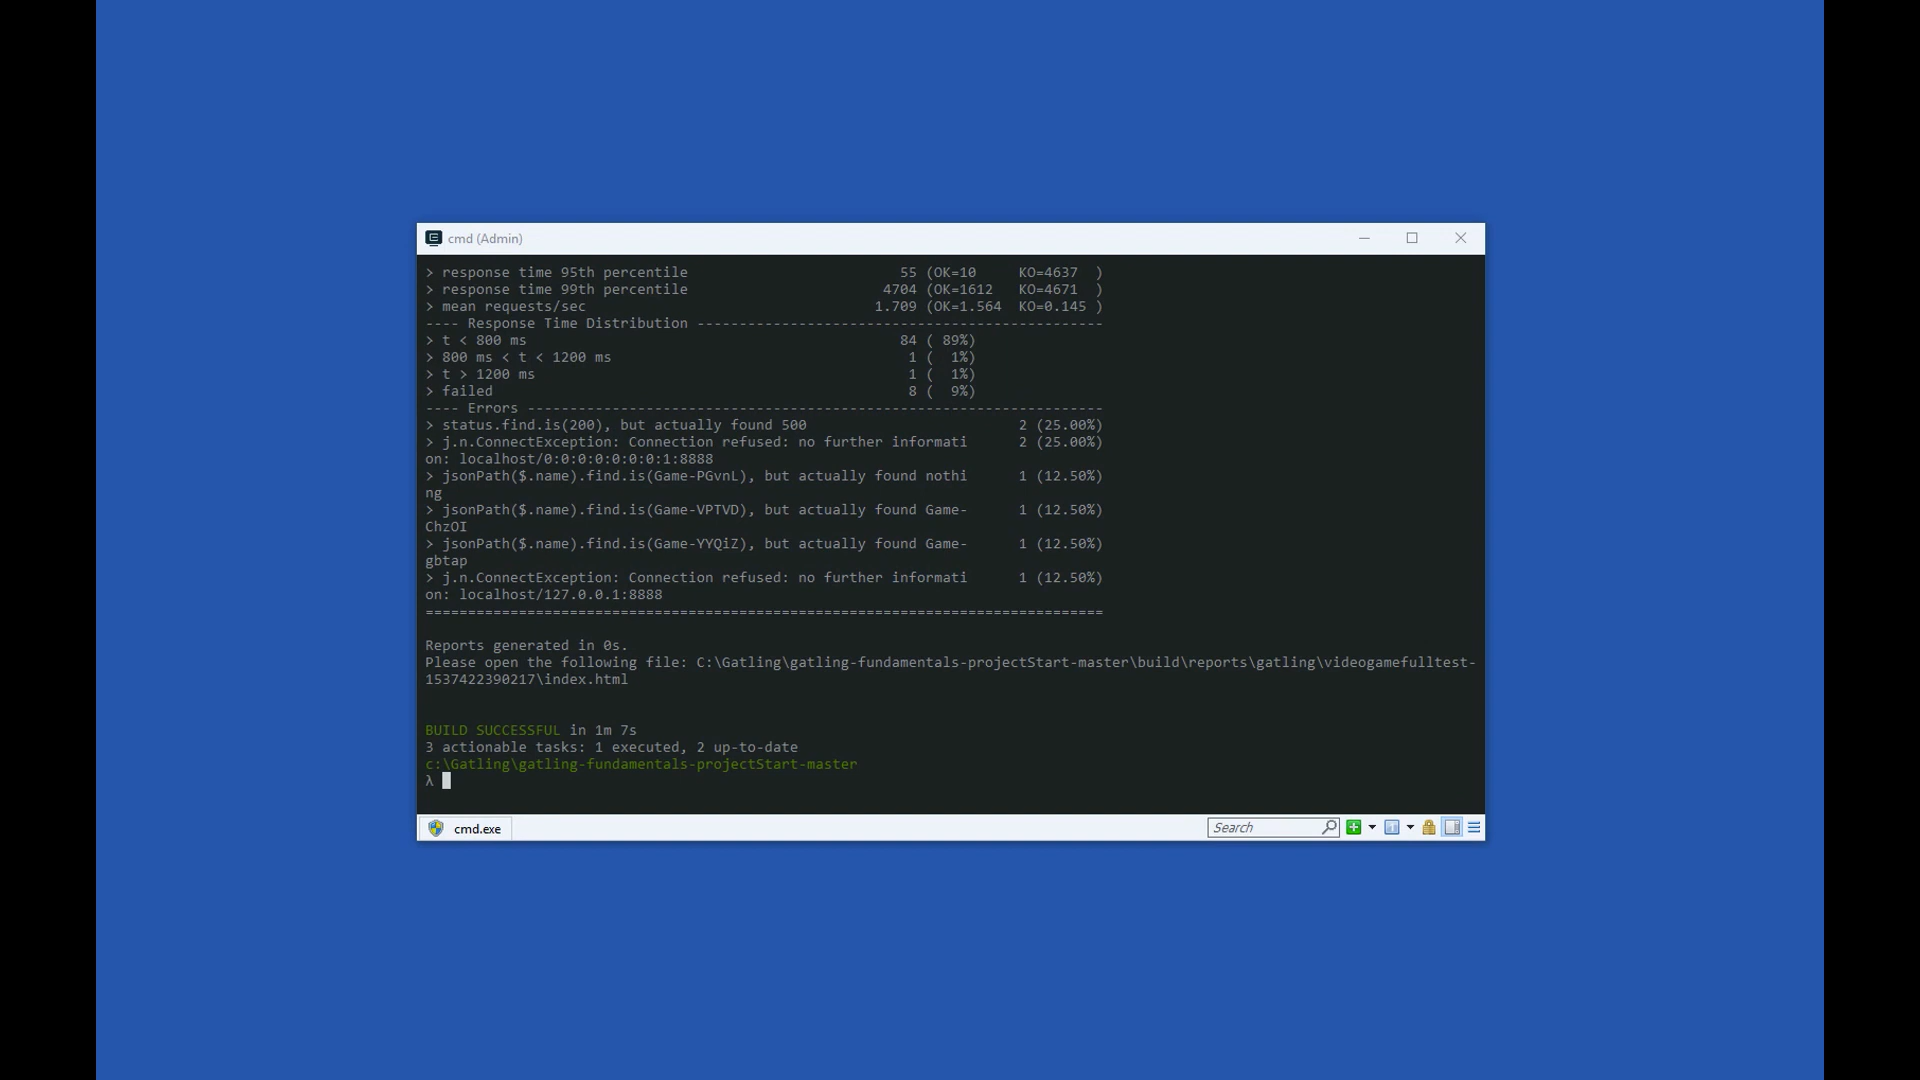 cmd (Admin)
> response time 95th percentile                         55 (OK=10     KO=4637  )
> response time 99th percentile                       4704 (OK=1612   KO=4671  )
> mean requests/sec                                  1.709 (OK=1.564  KO=0.145 )
---- Response Time Distribution ------------------------------------------------
> t < 800 ms                                            84 ( 89%)
> 800 ms < t < 1200 ms                                   1 (  1%)
> t > 1200 ms                                            1 (  1%)
> failed                                                 8 (  9%)
---- Errors --------------------------------------------------------------------
> status.find.is(200), but actually found 500                         2 (25.00%)
> j.n.ConnectException: Connection refused: no further informati      2 (25.00%)
on: localhost/0:0:0:0:0:0:0:1:8888
> jsonPath($.name).find.is(Game-PGvnL), but actually found nothi      1 (12.50%)
ng
> jsonPath($.name).find.is(Game-VPTVD), but actually found Game-      1 (12.50%)
ChzOI
> jsonPath($.name).find.is(Game-YYQiZ), but actually found Game-      1 (12.50%)
gbtap
> j.n.ConnectException: Connection refused: no further informati      1 (12.50%)
on: localhost/127.0.0.1:8888
================================================================================
Reports generated in 0s.
Please open the following file: C:\Gatling\gatling-fundamentals-projectStart-master\build\reports\gatling\videogamefulltest-
1537422390217\index.html
BUILD SUCCESSFUL in 1m 7s
3 actionable tasks: 1 executed, 2 up-to-date
c:\Gatling\gatling-fundamentals-projectStart-master
λ
cmd.exe
Search